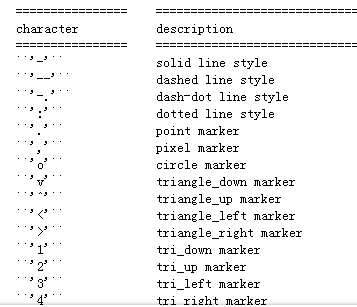 ================ ===============================
character description
================ ===============================
``'-'`` solid line style
``'--'`` dashed line style
``'-.'`` dash-dot line style
``':'`` dotted line style
``'.'`` point marker
``','`` pixel marker
``'o'`` circle marker
``'v'`` triangle_down marker
``'^'`` triangle_up marker
``'<'`` triangle_left marker
``'>'`` triangle_right marker
``'1'`` tri_down marker
``'2'`` tri_up marker
``'3'`` tri_left marker
``'4'`` tri_right marker